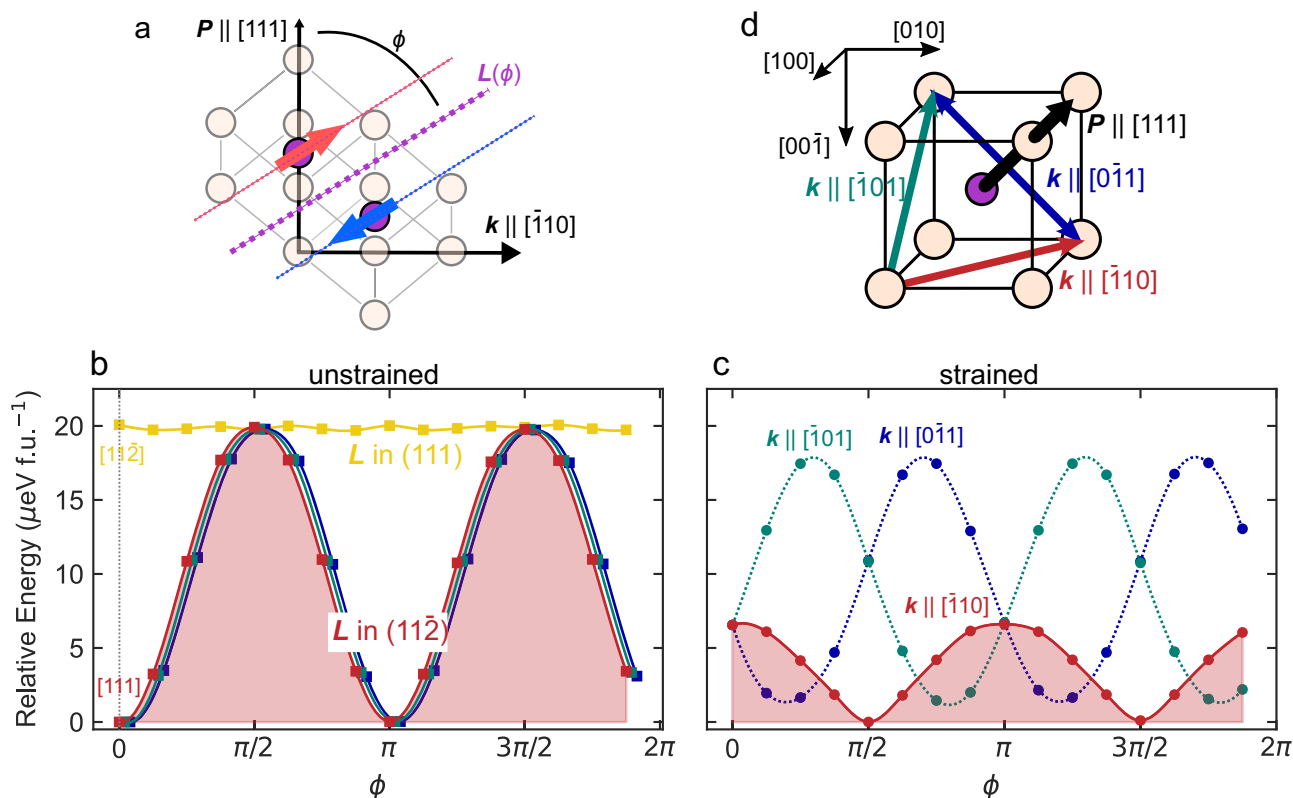 a
P || [111]
ϕ
L(ϕ)
k || [1̄10]
d
[010]
[100]
[001̄]
P || [111]
k || [1̄01]
k || [01̄1]
k || [1̄10]
b
unstrained
Relative Energy (μeV f.u.⁻¹)
20
15
10
5
0
[112̄]
L in (111)
L in (112̄)
[111]
0
π/2
π
3π/2
2π
ϕ
c
strained
k || [1̄01]
k || [01̄1]
k || [1̄10]
0
π/2
π
3π/2
2π
ϕ